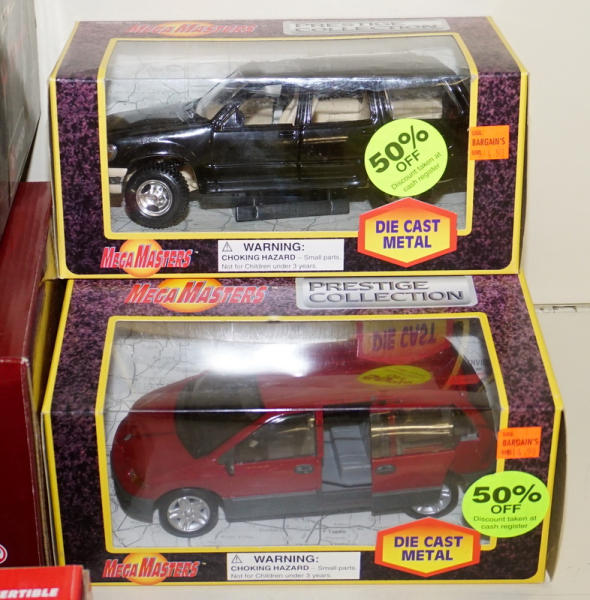 MEGA MASTERS
PRESTIGE
COLLECTION
50%
OFF
Discount taken at
cash register
BARGAIN'S
DIE CAST
METAL
MEGA MASTERS
WARNING:
CHOKING HAZARD – Small parts.
Not for Children under 3 years.
MEGA MASTERS
PRESTIGE
COLLECTION
DIE CAST
BARGAIN'S
50%
OFF
Discount taken at
cash register
DIE CAST
METAL
MEGA MASTERS
WARNING:
CHOKING HAZARD – Small parts.
Not for Children under 3 years.